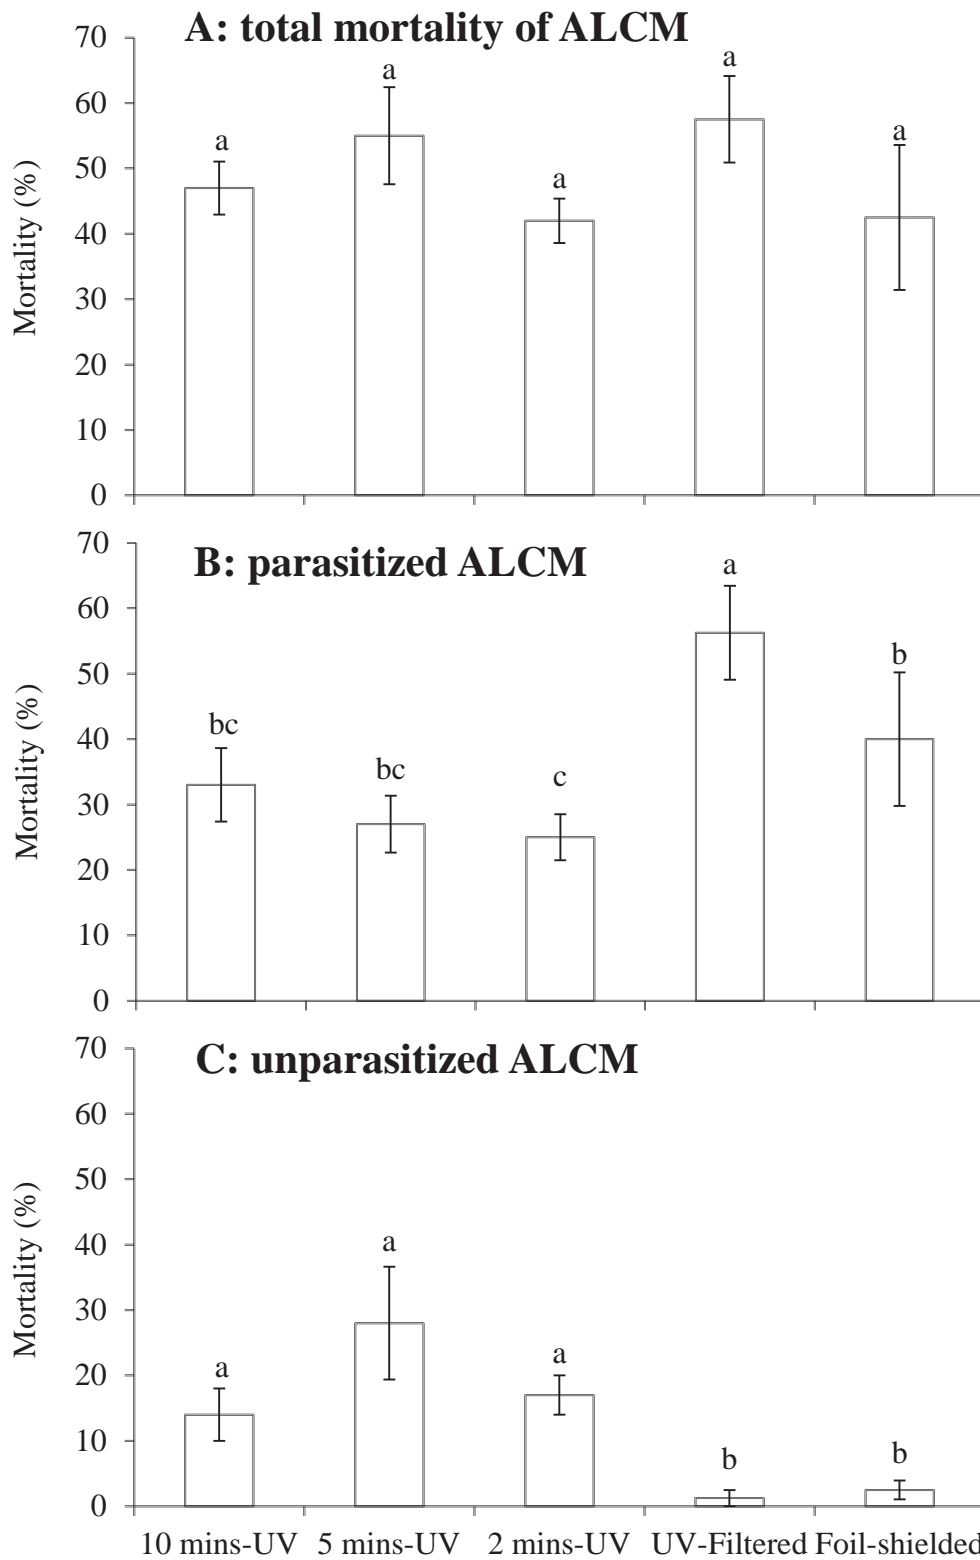 A: total mortality of ALCM
70
60
50
40
30
20
10
0
Mortality (%)
a
a
a
a
a
B: parasitized ALCM
70
60
50
40
30
20
10
0
Mortality (%)
bc
bc
c
a
b
C: unparasitized ALCM
70
60
50
40
30
20
10
0
Mortality (%)
a
a
a
b
b
10 mins-UV 5 mins-UV 2 mins-UV UV-Filtered Foil-shielded